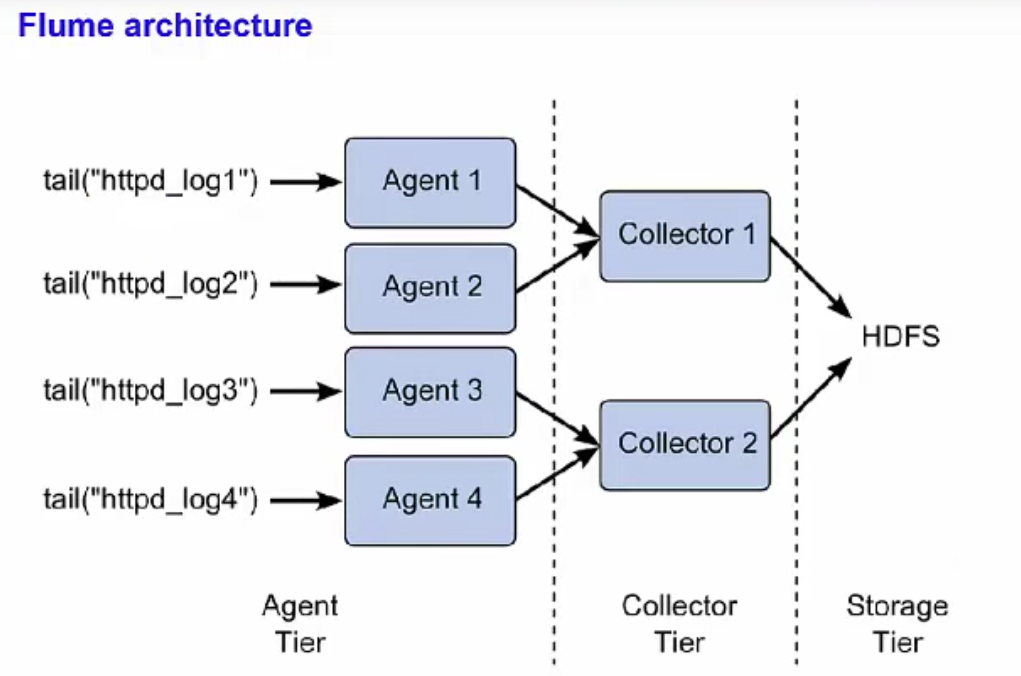 Flume architecture
tail("httpd_log1")
Agent 1
tail("httpd_log2")
Agent 2
tail("httpd_log3")
Agent 3
tail("httpd_log4")
Agent 4
Collector 1
Collector 2
HDFS
Agent
Tier
Collector
Tier
Storage
Tier